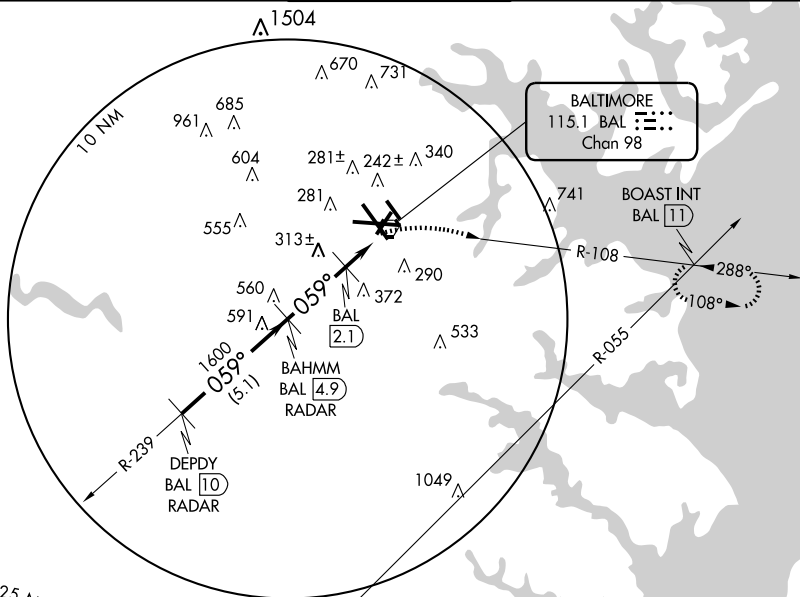 1504
670
731
10 NM
685
961
BALTIMORE
115.1 BAL
Chan 98
604
281±
242±
340
281
741
BOAST INT
BAL 11
555
313±
R-108
288°
290
108°
560
059°
372
591
BAL
2.1
533
R-055
1600
059°
(5.1)
BAHMM
BAL 4.9
RADAR
R-239
DEPDY
BAL 10
RADAR
1049